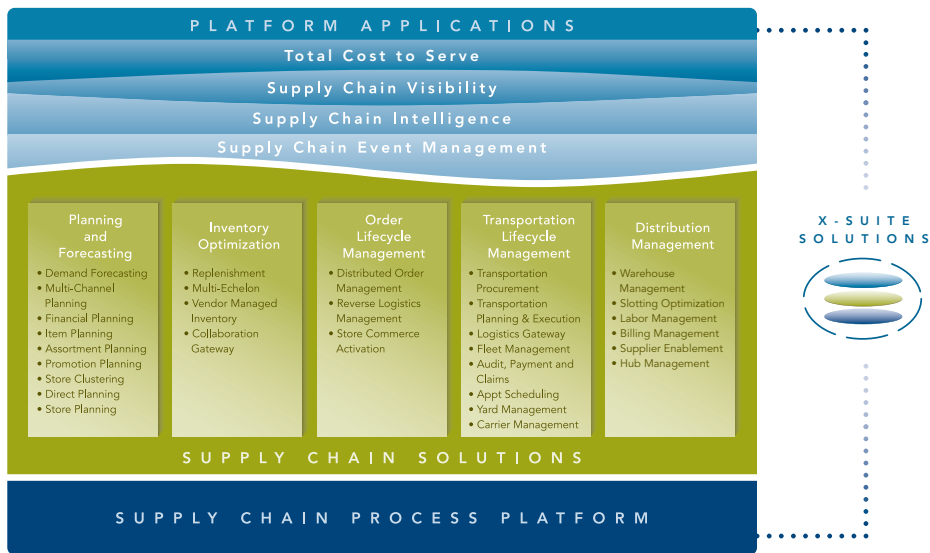 PLATFORM APPLICATIONS
Total Cost to Serve
Supply Chain Visibility
Supply Chain Intelligence
Supply Chain Event Management
Planning
and
Forecasting
• Demand Forecasting
• Multi-Channel
Planning
• Financial Planning
• Item Planning
• Assortment Planning
• Promotion Planning
• Store Clustering
• Direct Planning
• Store Planning
Inventory
Optimization
• Replenishment
• Multi-Echelon
• Vendor Managed
Inventory
• Collaboration
Gateway
Order
Lifecycle
Management
• Distributed Order
Management
• Reverse Logistics
Management
• Store Commerce
Activation
Transportation
Lifecycle
Management
• Transportation
Procurement
• Transportation
Planning & Execution
• Logistics Gateway
• Fleet Management
• Audit, Payment and
Claims
• Appt Scheduling
• Yard Management
• Carrier Management
Distribution
Management
• Warehouse
Management
• Slotting Optimization
• Labor Management
• Billing Management
• Supplier Enablement
• Hub Management
SUPPLY CHAIN SOLUTIONS
SUPPLY CHAIN PROCESS PLATFORM
X-SUITE
SOLUTIONS